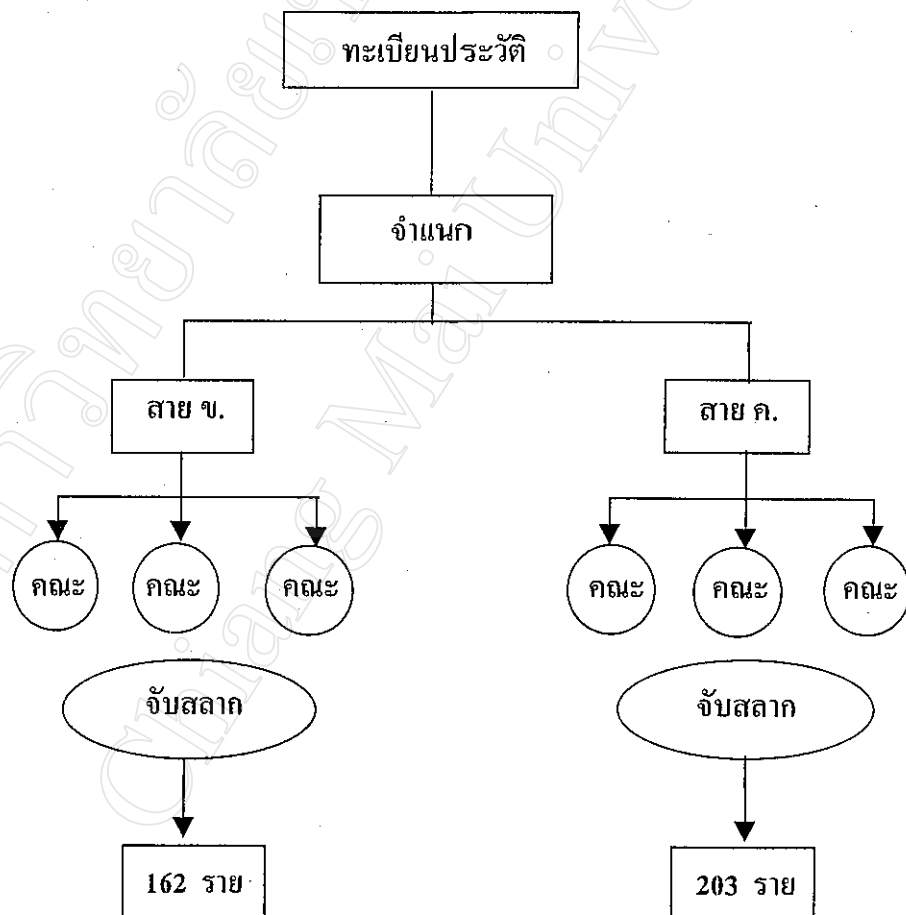 ทะเบียนประวัติ
จำแนก
สาย ข.
สาย ค.
คณะ คณะ คณะ
คณะ คณะ คณะ
จับสลาก
จับสลาก
162 ราย
203 ราย
Chiang Mai Unive